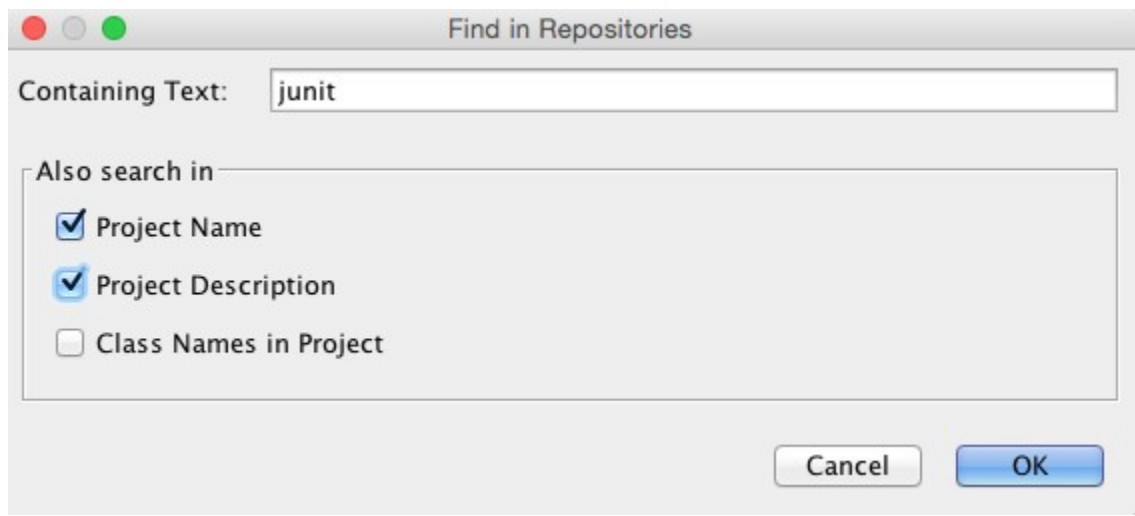 Find in Repositories
Containing Text: junit
Also search in
Project Name
Project Description
Class Names in Project
Cancel OK